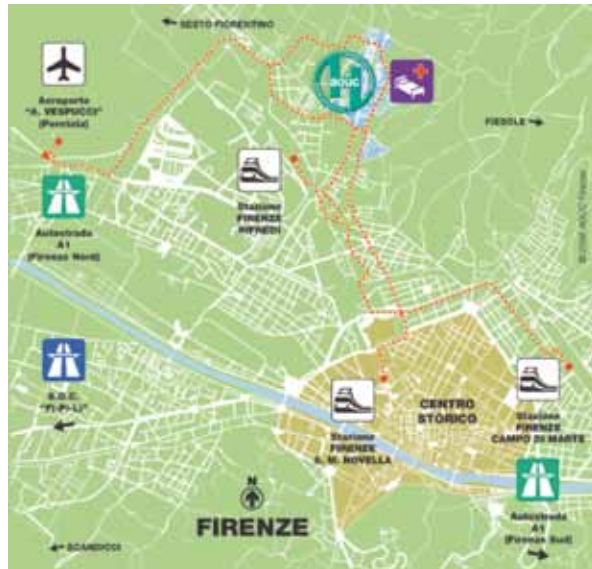 SESTO FIORENTINO
Aeroporto
"A. VESPUCCI"
(Peretola)
aouc
FIESOLE
Stazione
FIRENZE
RIFREDI
Autostrada
A1
(Firenze Nord)
S.G.C.
"FI-PI-LI"
CENTRO
STORICO
Stazione
FIRENZE
S. M. NOVELLA
Stazione
FIRENZE
CAMPO DI MARTE
N
FIRENZE
Autostrada
A1
(Firenze Sud)
SCANDICCI